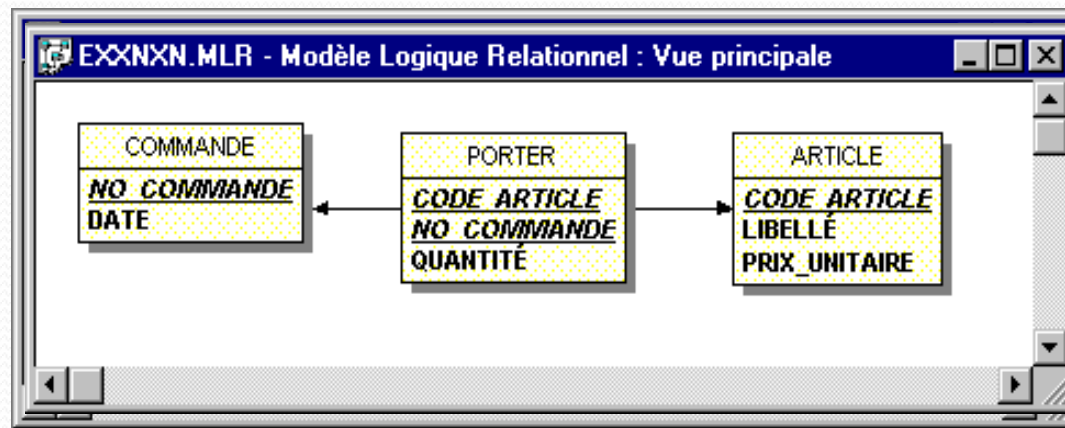 EXXNXN.MLR - Modèle Logique Relationnel : Vue principale
COMMANDE
NO_COMMANDE
DATE
PORTER
CODE_ARTICLE
NO_COMMANDE
QUANTITÉ
ARTICLE
CODE_ARTICLE
LIBELLÉ
PRIX_UNITAIRE